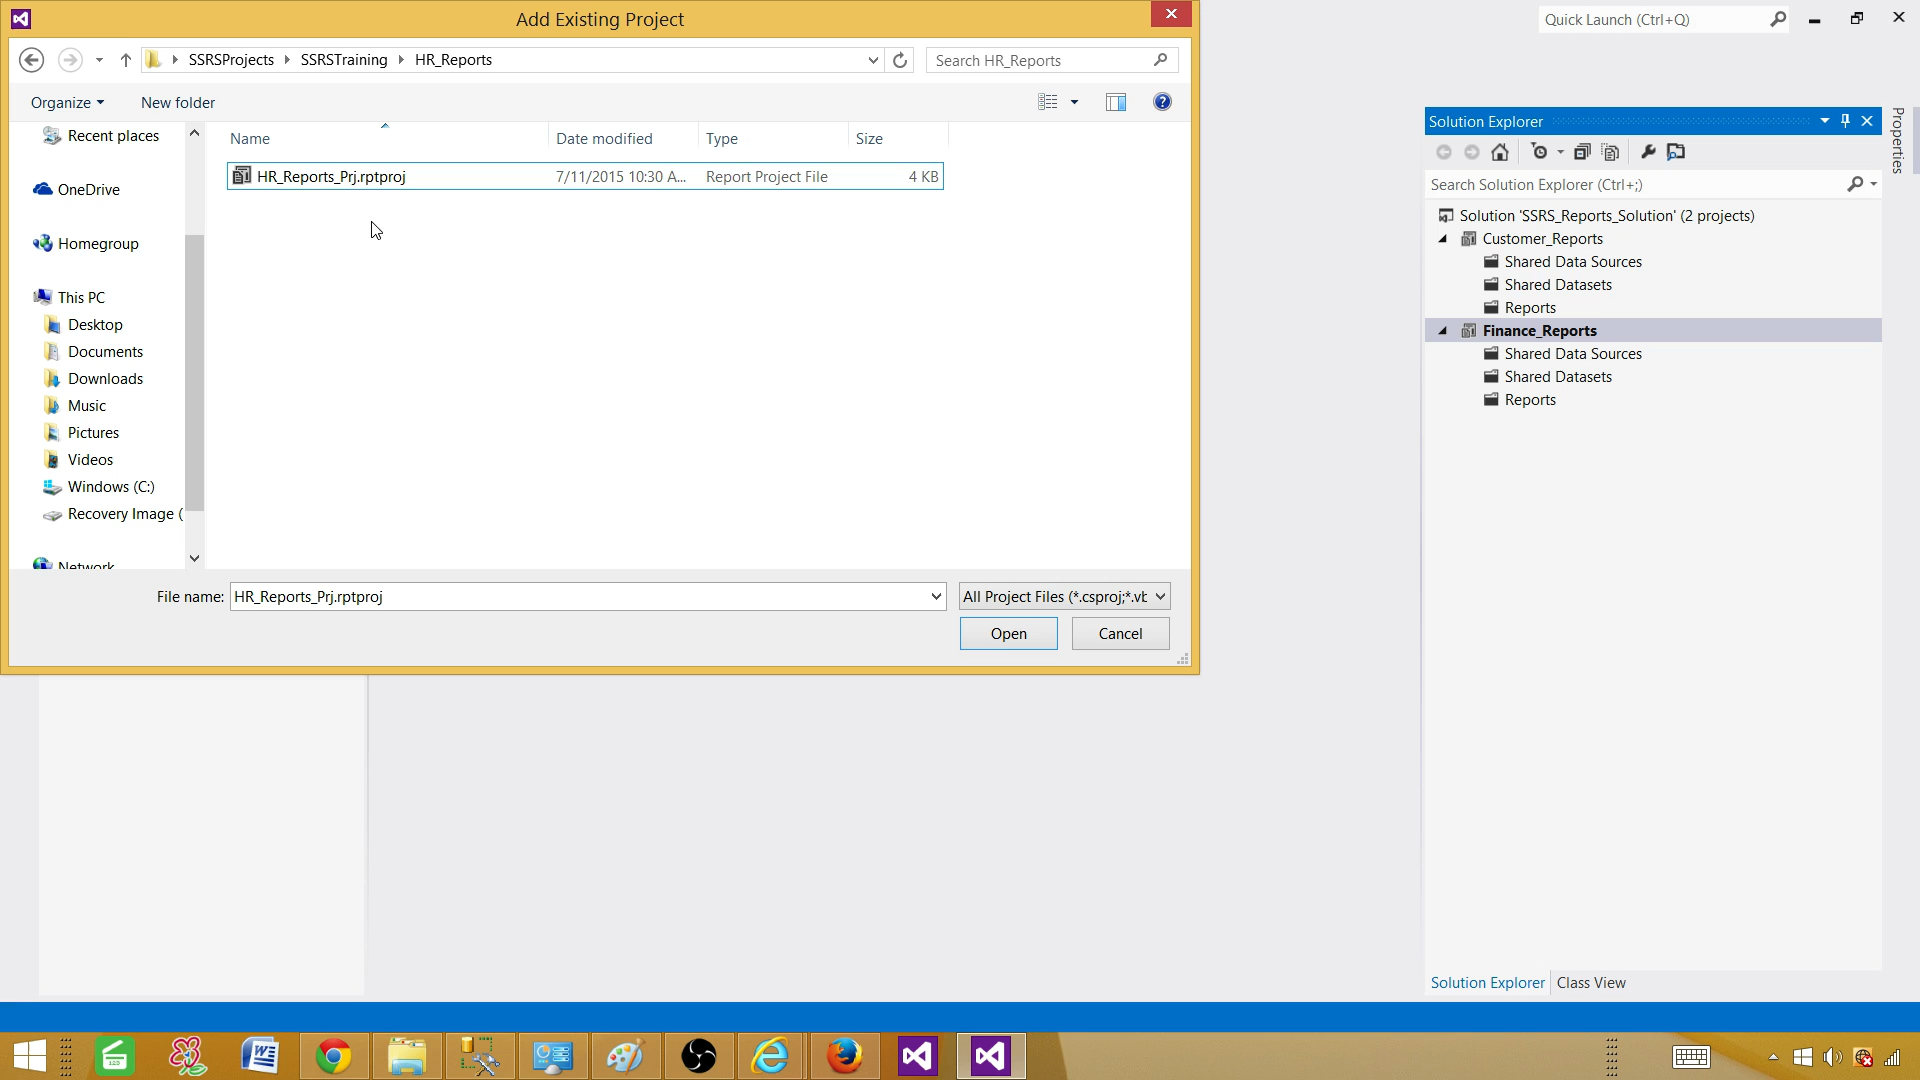 Add Existing Project
Quick Launch (Ctrl+Q)
SSRSProjects SSRSTraining HR_Reports
Search HR_Reports
Organize New folder
Name Date modified Type Size
HR_Reports_Prj.rptproj 7/11/2015 10:30 A... Report Project File 4 KB
Recent places
OneDrive
Homegroup
This PC
Desktop
Documents
Downloads
Music
Pictures
Videos
Windows (C:)
Recovery Image (
Network
File name: HR_Reports_Prj.rptproj All Project Files (*.csproj;*.vb
Open Cancel
Solution Explorer
Search Solution Explorer (Ctrl+;)
Solution 'SSRS_Reports_Solution' (2 projects)
Customer_Reports
Shared Data Sources
Shared Datasets
Reports
Finance_Reports
Shared Data Sources
Shared Datasets
Reports
Solution Explorer Class View
Properties